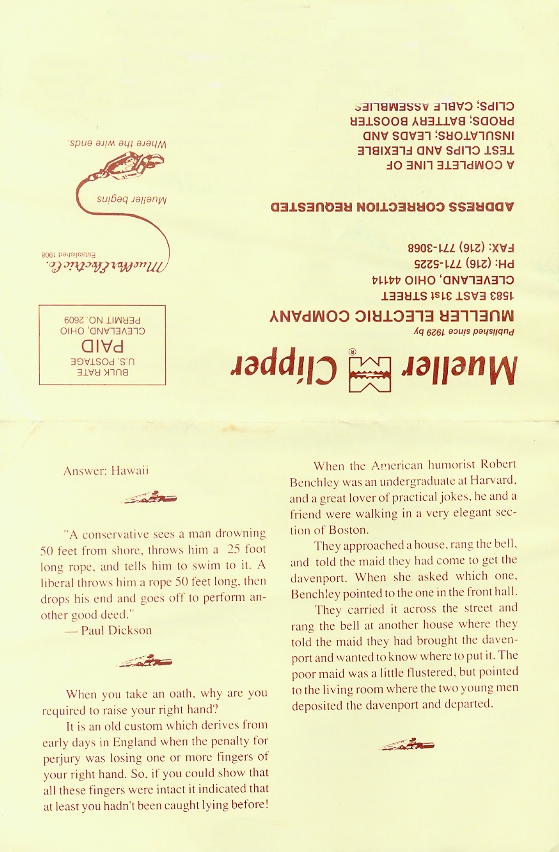 Mueller Clipper ®
Published since 1929 by
MUELLER ELECTRIC COMPANY
1583 EAST 31st STREET
CLEVELAND, OHIO 44114
PH: (216) 771-5225
FAX: (216) 771-3068
ADDRESS CORRECTION REQUESTED
A COMPLETE LINE OF
TEST CLIPS AND FLEXIBLE
INSULATORS; LEADS AND
PRODS; BATTERY BOOSTER
CLIPS; CABLE ASSEMBLIES
BULK RATE
U.S. POSTAGE
PAID
CLEVELAND, OHIO
PERMIT NO. 2609
Mueller Electric Co.
Established 1908
Mueller begins
Where the wire ends.
Answer: Hawaii
"A conservative sees a man drowning
50 feet from shore, throws him a 25 foot
long rope, and tells him to swim to it. A
liberal throws him a rope 50 feet long, then
drops his end and goes off to perform an-
other good deed."
— Paul Dickson
When you take an oath, why are you
required to raise your right hand?
It is an old custom which derives from
early days in England when the penalty for
perjury was losing one or more fingers of
your right hand. So, if you could show that
all these fingers were intact it indicated that
at least you hadn't been caught lying before!
When the American humorist Robert
Benchley was an undergraduate at Harvard,
and a great lover of practical jokes, he and a
friend were walking in a very elegant sec-
tion of Boston.
They approached a house, rang the bell,
and told the maid they had come to get the
davenport. When she asked which one,
Benchley pointed to the one in the front hall.
They carried it across the street and
rang the bell at another house where they
told the maid they had brought the daven-
port and wanted to know where to put it. The
poor maid was a little flustered, but pointed
to the living room where the two young men
deposited the davenport and departed.